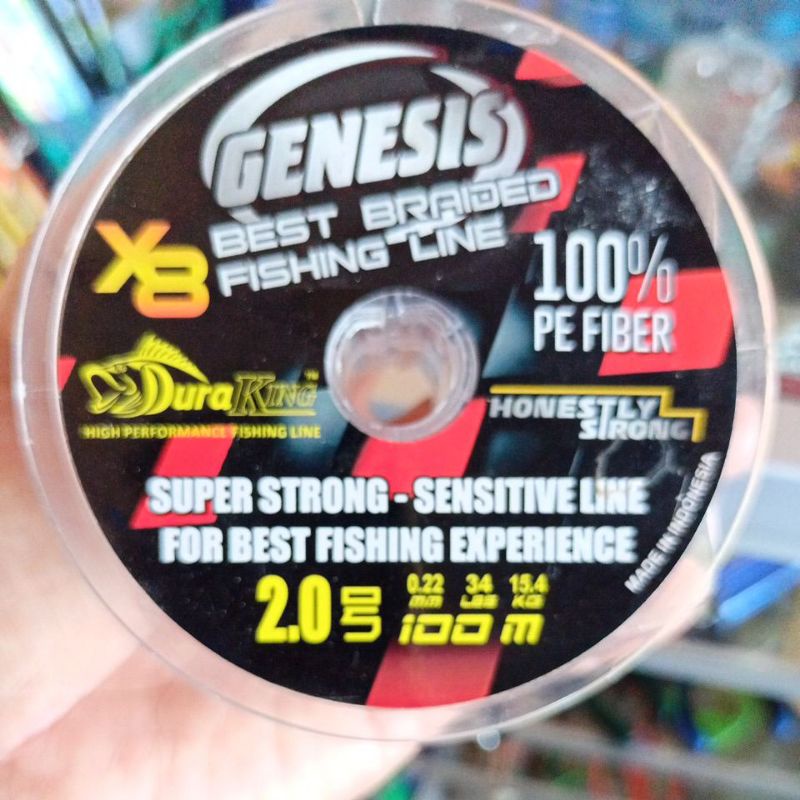 GENESIS
BEST BRAIDED
FISHING LINE
X8
100%
PE FIBER
DuraKing™
HIGH PERFORMANCE FISHING LINE
HONESTLY
STRONG
SUPER STRONG - SENSITIVE LINE
FOR BEST FISHING EXPERIENCE
MADE IN INDONESIA
2.0
0.22 MM 34 LBS 15.4 KG
100 m